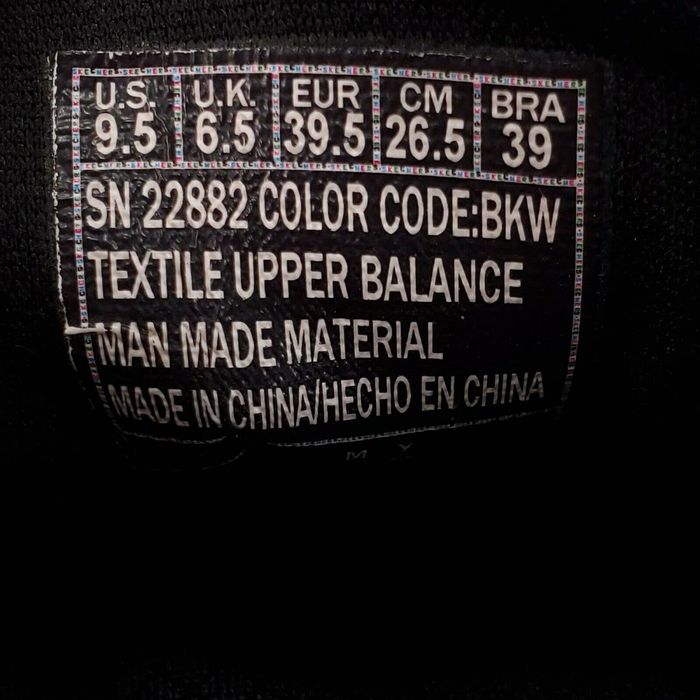 U.S. U.K. EUR CM BRA
9.5 6.5 39.5 26.5 39
SN 22882 COLOR CODE:BKW
TEXTILE UPPER BALANCE
MAN MADE MATERIAL
MADE IN CHINA/HECHO EN CHINA